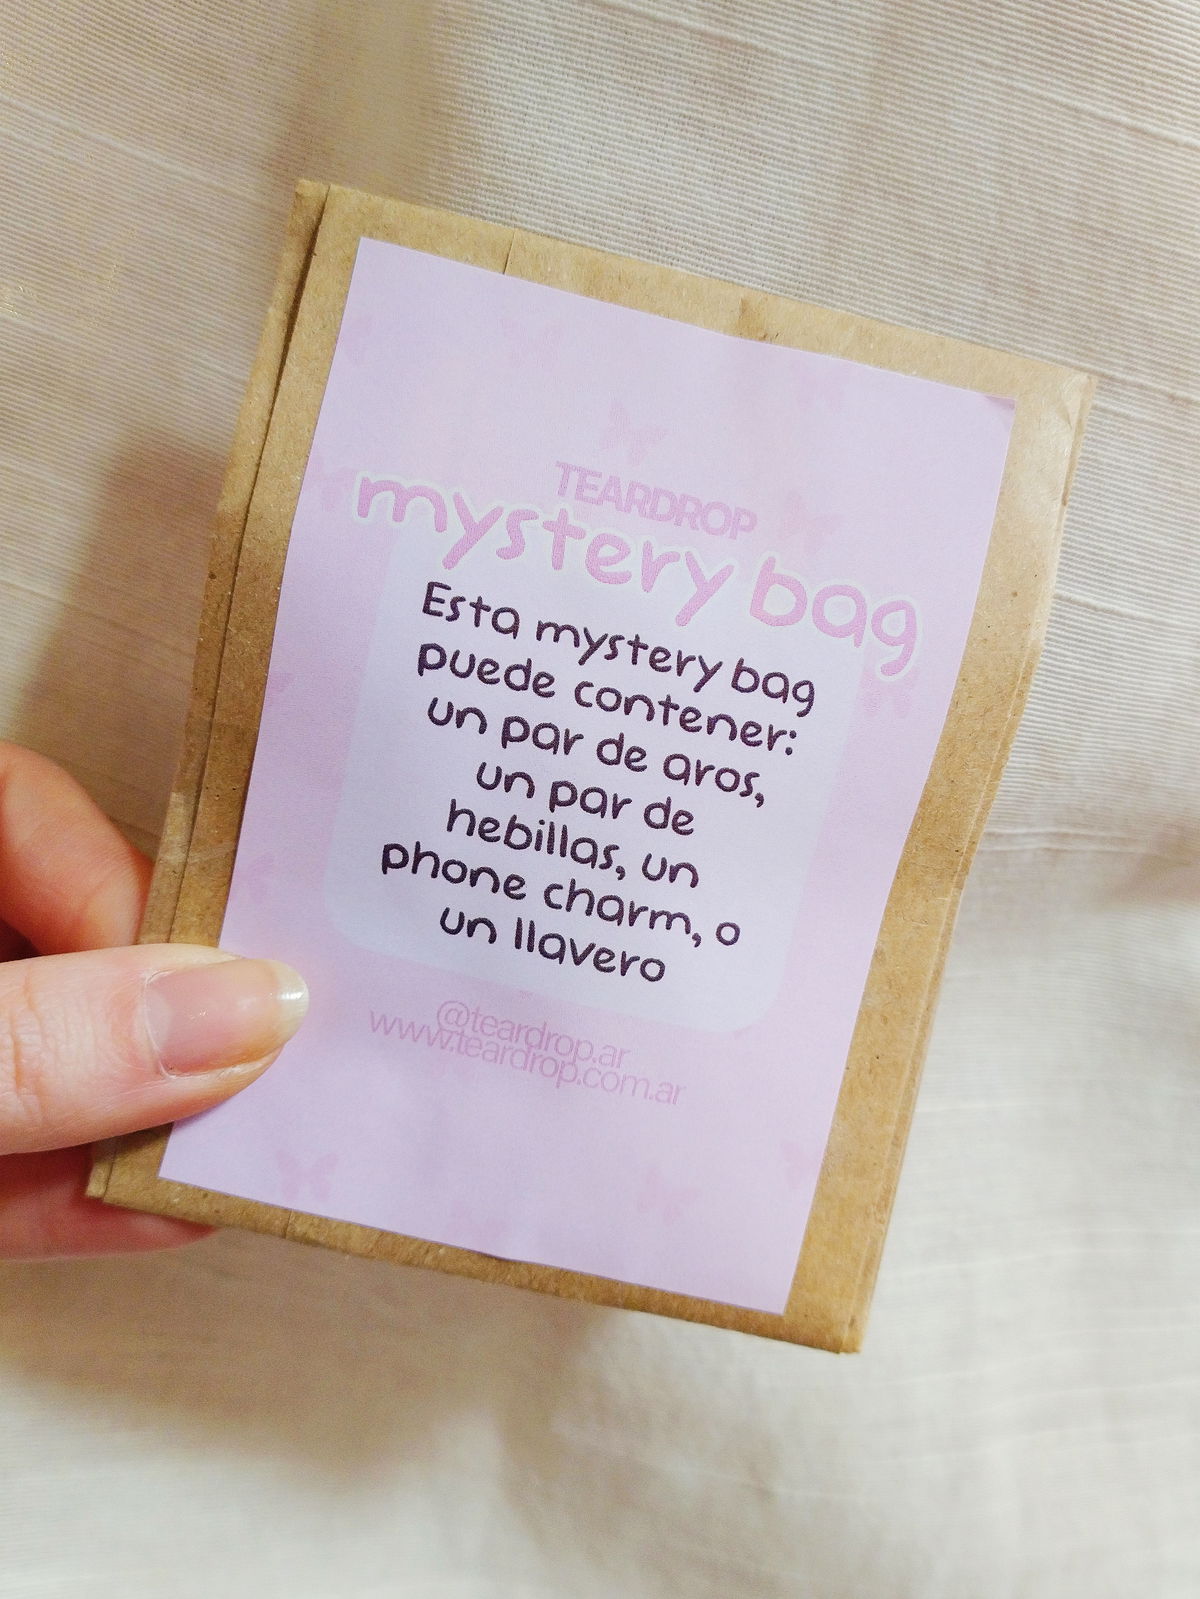 TEARDROP
mystery bag
Esta mystery bag
puede contener:
un par de aros,
un par de
hebillas, un
phone charm, o
un llavero
@teardrop.ar
www.teardrop.com.ar